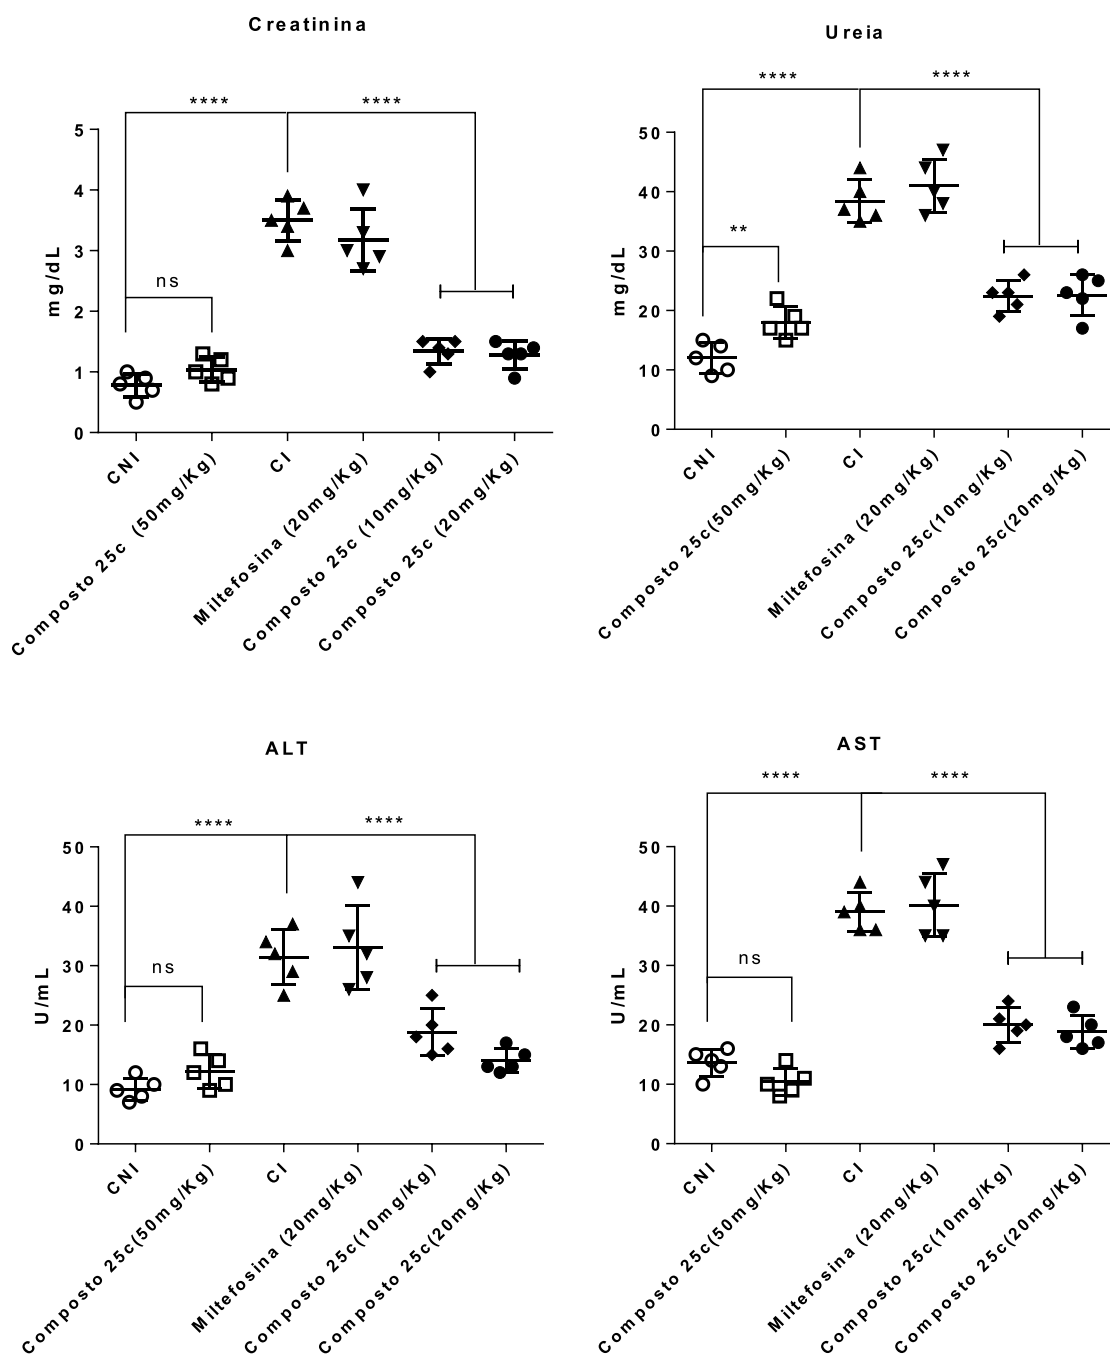 Creatinina
****
****
5
4
3
2
1
0
mg/dL
ns
CNI
Composto 25c (50mg/Kg)
CI
Miltefosina (20mg/Kg)
Composto 25c (10mg/Kg)
Composto 25c (20mg/Kg)
Ureia
****
****
50
40
30
20
10
0
mg/dL
**
CNI
Composto 25c(50mg/Kg)
CI
Miltefosina (20mg/Kg)
Composto 25c(10mg/Kg)
Composto 25c(20mg/Kg)
ALT
****
****
50
40
30
20
10
0
U/mL
ns
CNI
Composto 25c(50mg/Kg)
CI
Miltefosina (20mg/Kg)
Composto 25c(10mg/Kg)
Composto 25c(20mg/Kg)
AST
****
****
50
40
30
20
10
0
U/mL
ns
CNI
Composto 25c(50mg/Kg)
CI
Miltefosina (20mg/Kg)
Composto 25c(10mg/Kg)
Composto 25c(20mg/Kg)